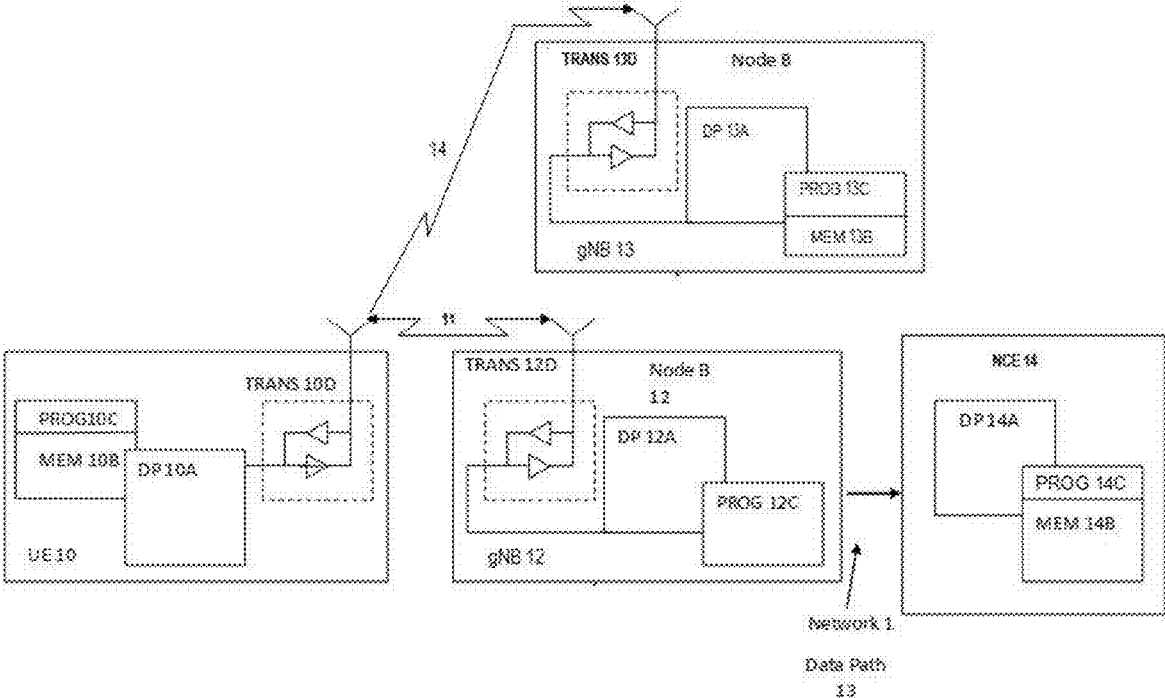 TRANS 13D
Node B
DP 13A
14
PROG 13C
MEM 13B
gNB 13
11
TRANS 10D
PROG10C
MEM 10B
DP 10A
UE 10
TRANS 12D
Node B
12
DP 12A
PROG 12C
gNB 12
NCE 14
DP 14A
PROG 14C
MEM 14B
Network 1
Data Path
13